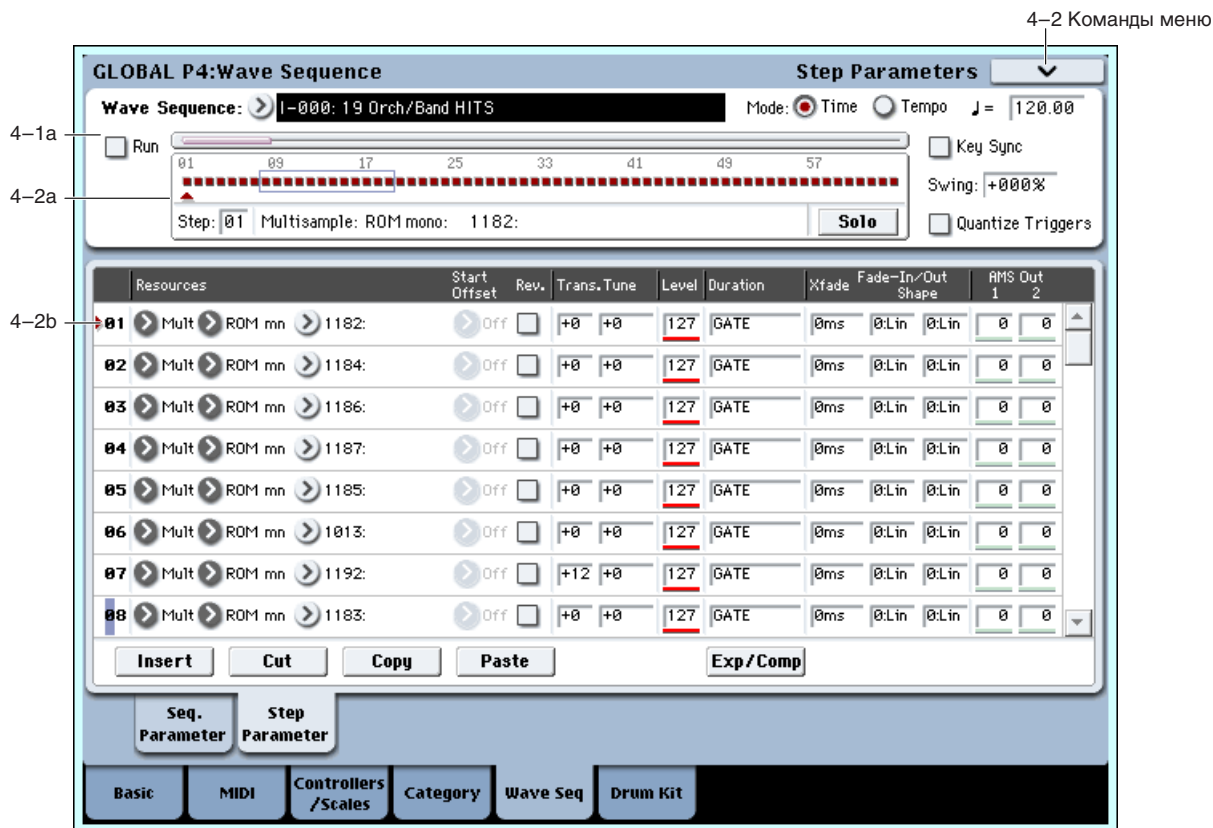 4–2 Команды меню
GLOBAL P4:Wave Sequence Step Parameters
Wave Sequence: I-000: 19 Orch/Band HITS Mode: Time Tempo ♩ = 120.00
4–1a
Run Key Sync
01 09 17 25 33 41 49 57
Swing: +000%
4–2a
Step: 01 Multisample: ROM mono: 1182: Solo Quantize Triggers
Resources Start Offset Rev. Trans. Tune Level Duration Xfade Fade-In/Out Shape AMS Out 1 2
4–2b
01 Mult ROM mn 1182: Off +0 +0 127 GATE 0ms 0:Lin 0:Lin 0 0
02 Mult ROM mn 1184: Off +0 +0 127 GATE 0ms 0:Lin 0:Lin 0 0
03 Mult ROM mn 1186: Off +0 +0 127 GATE 0ms 0:Lin 0:Lin 0 0
04 Mult ROM mn 1187: Off +0 +0 127 GATE 0ms 0:Lin 0:Lin 0 0
05 Mult ROM mn 1185: Off +0 +0 127 GATE 0ms 0:Lin 0:Lin 0 0
06 Mult ROM mn 1013: Off +0 +0 127 GATE 0ms 0:Lin 0:Lin 0 0
07 Mult ROM mn 1192: Off +12 +0 127 GATE 0ms 0:Lin 0:Lin 0 0
08 Mult ROM mn 1183: Off +0 +0 127 GATE 0ms 0:Lin 0:Lin 0 0
Insert Cut Copy Paste Exp/Comp
Seq. Parameter Step Parameter
Basic MIDI Controllers /Scales Category Wave Seq Drum Kit